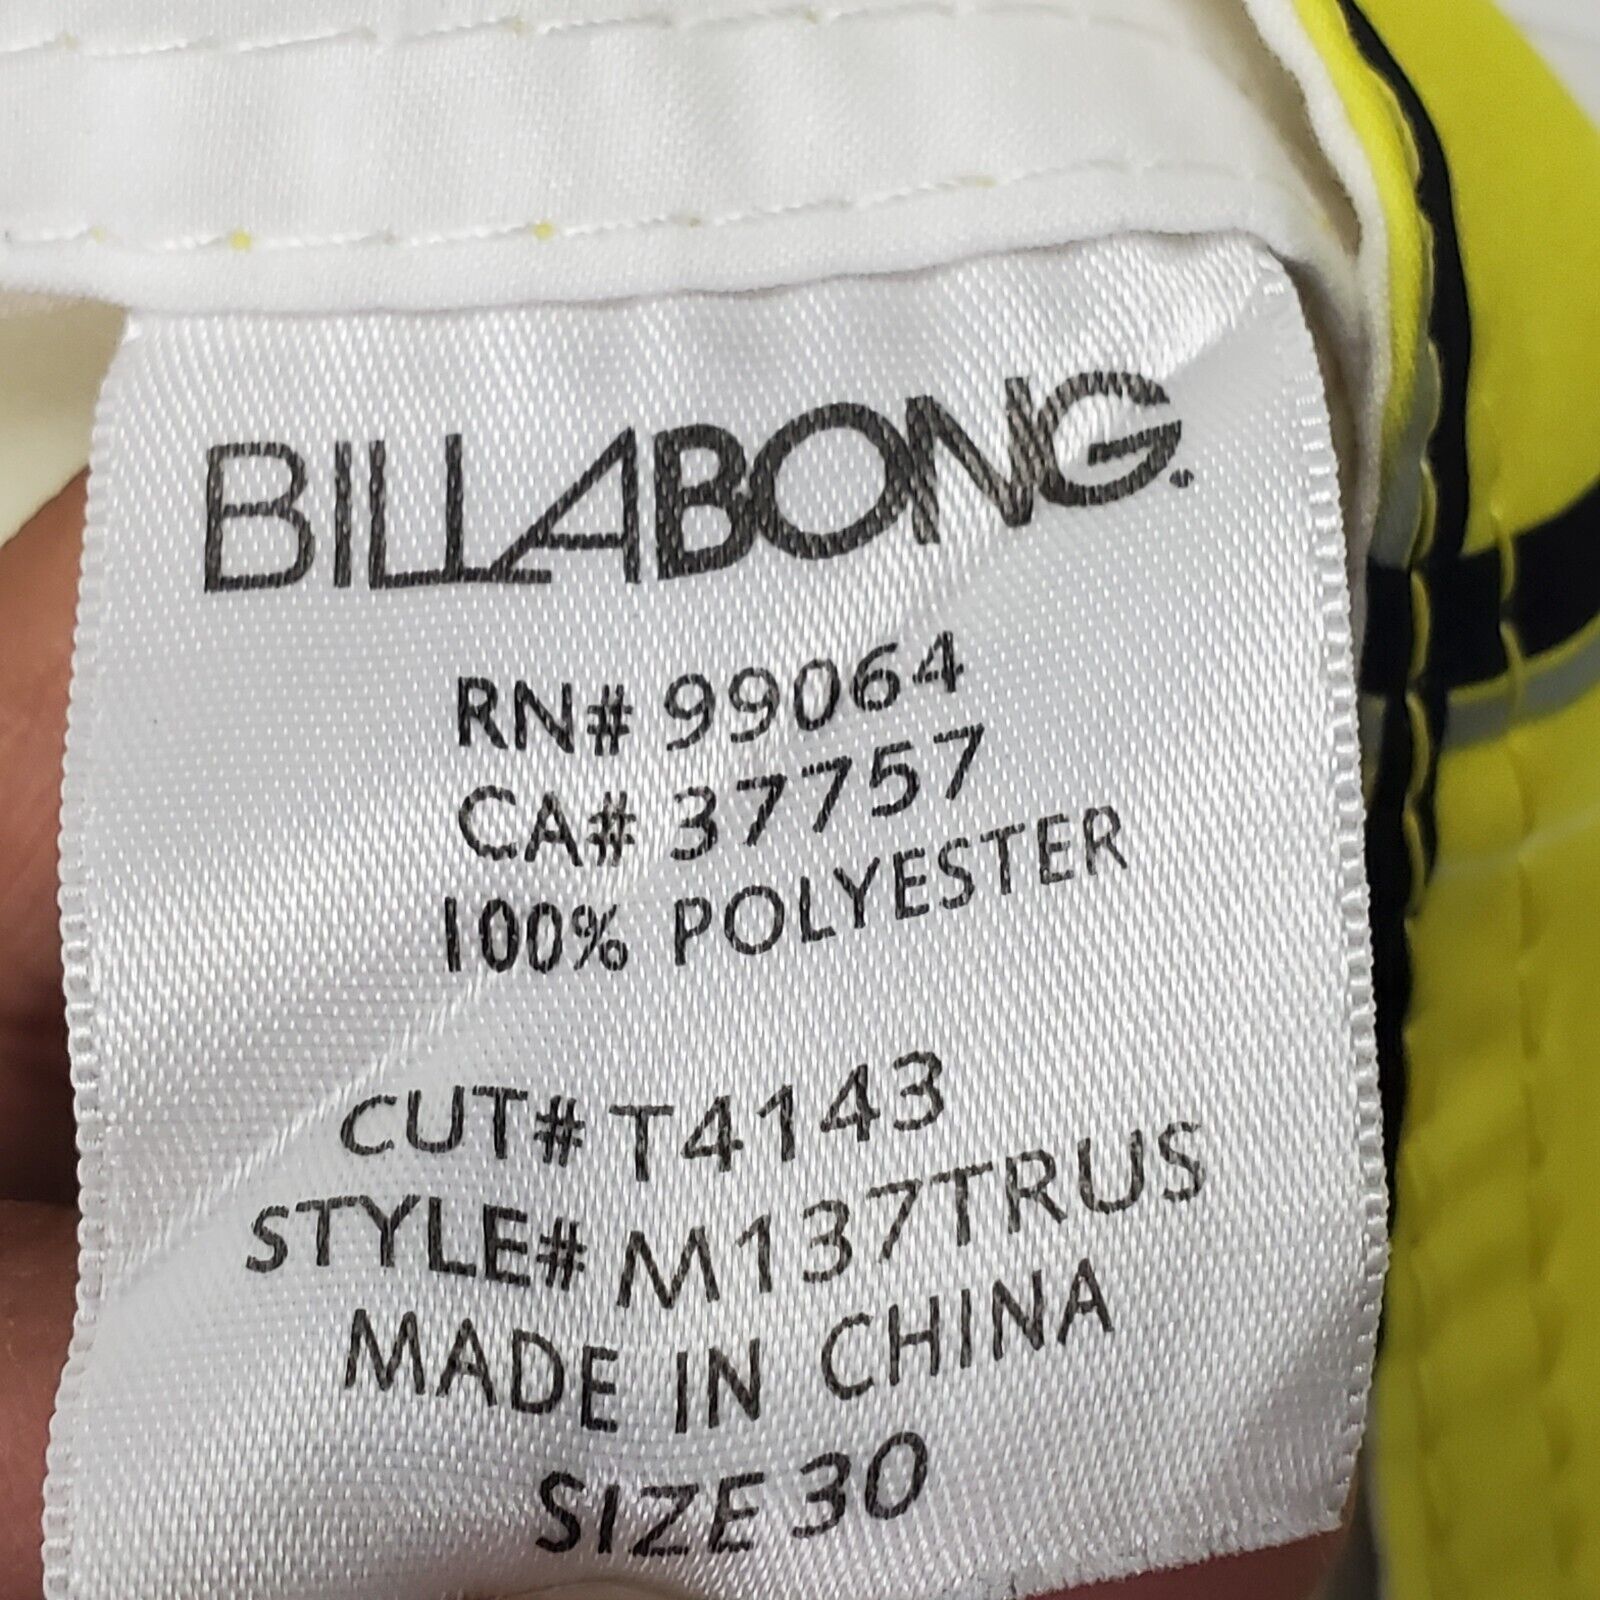 BILLABONG.
RN# 99064
CA# 37757
100% POLYESTER
CUT# T4143
STYLE# M137TRUS
MADE IN CHINA
SIZE 30